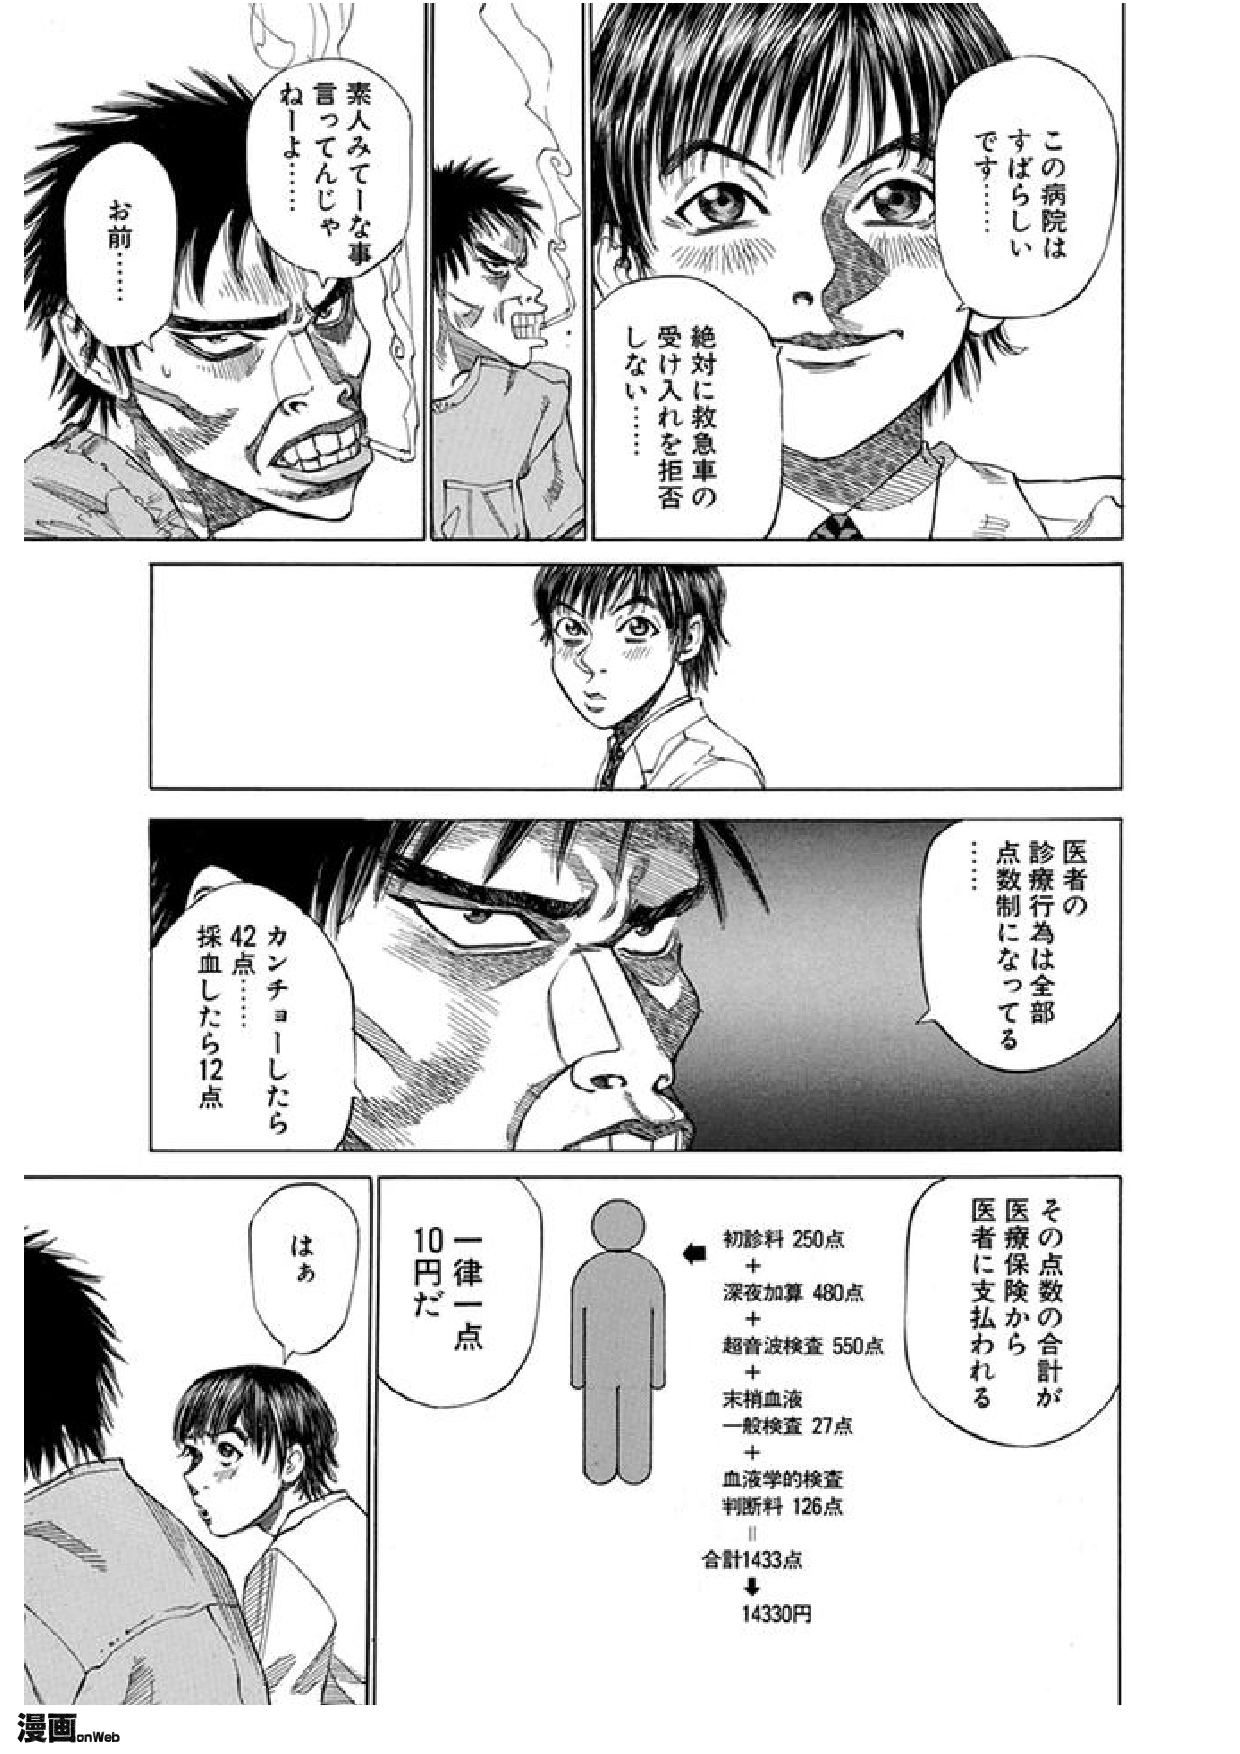 この病院は
すばらしい
です……
絶対に救急車の
受け入れを拒否
しない……
素人みてーな事
言ってんじゃ
ねーよ……
お前……
医者の
診療行為は全部
点数制になってる
……
カンチョーしたら
42点……
採血したら12点
その点数の合計が
医療保険から
医者に支払われる
初診料 250点
+
深夜加算 480点
+
超音波検査 550点
+
末梢血液
一般検査 27点
+
血液学的検査
判断料 126点
=
合計1433点
14330円
一律一点
10円だ
はぁ
漫画onWeb